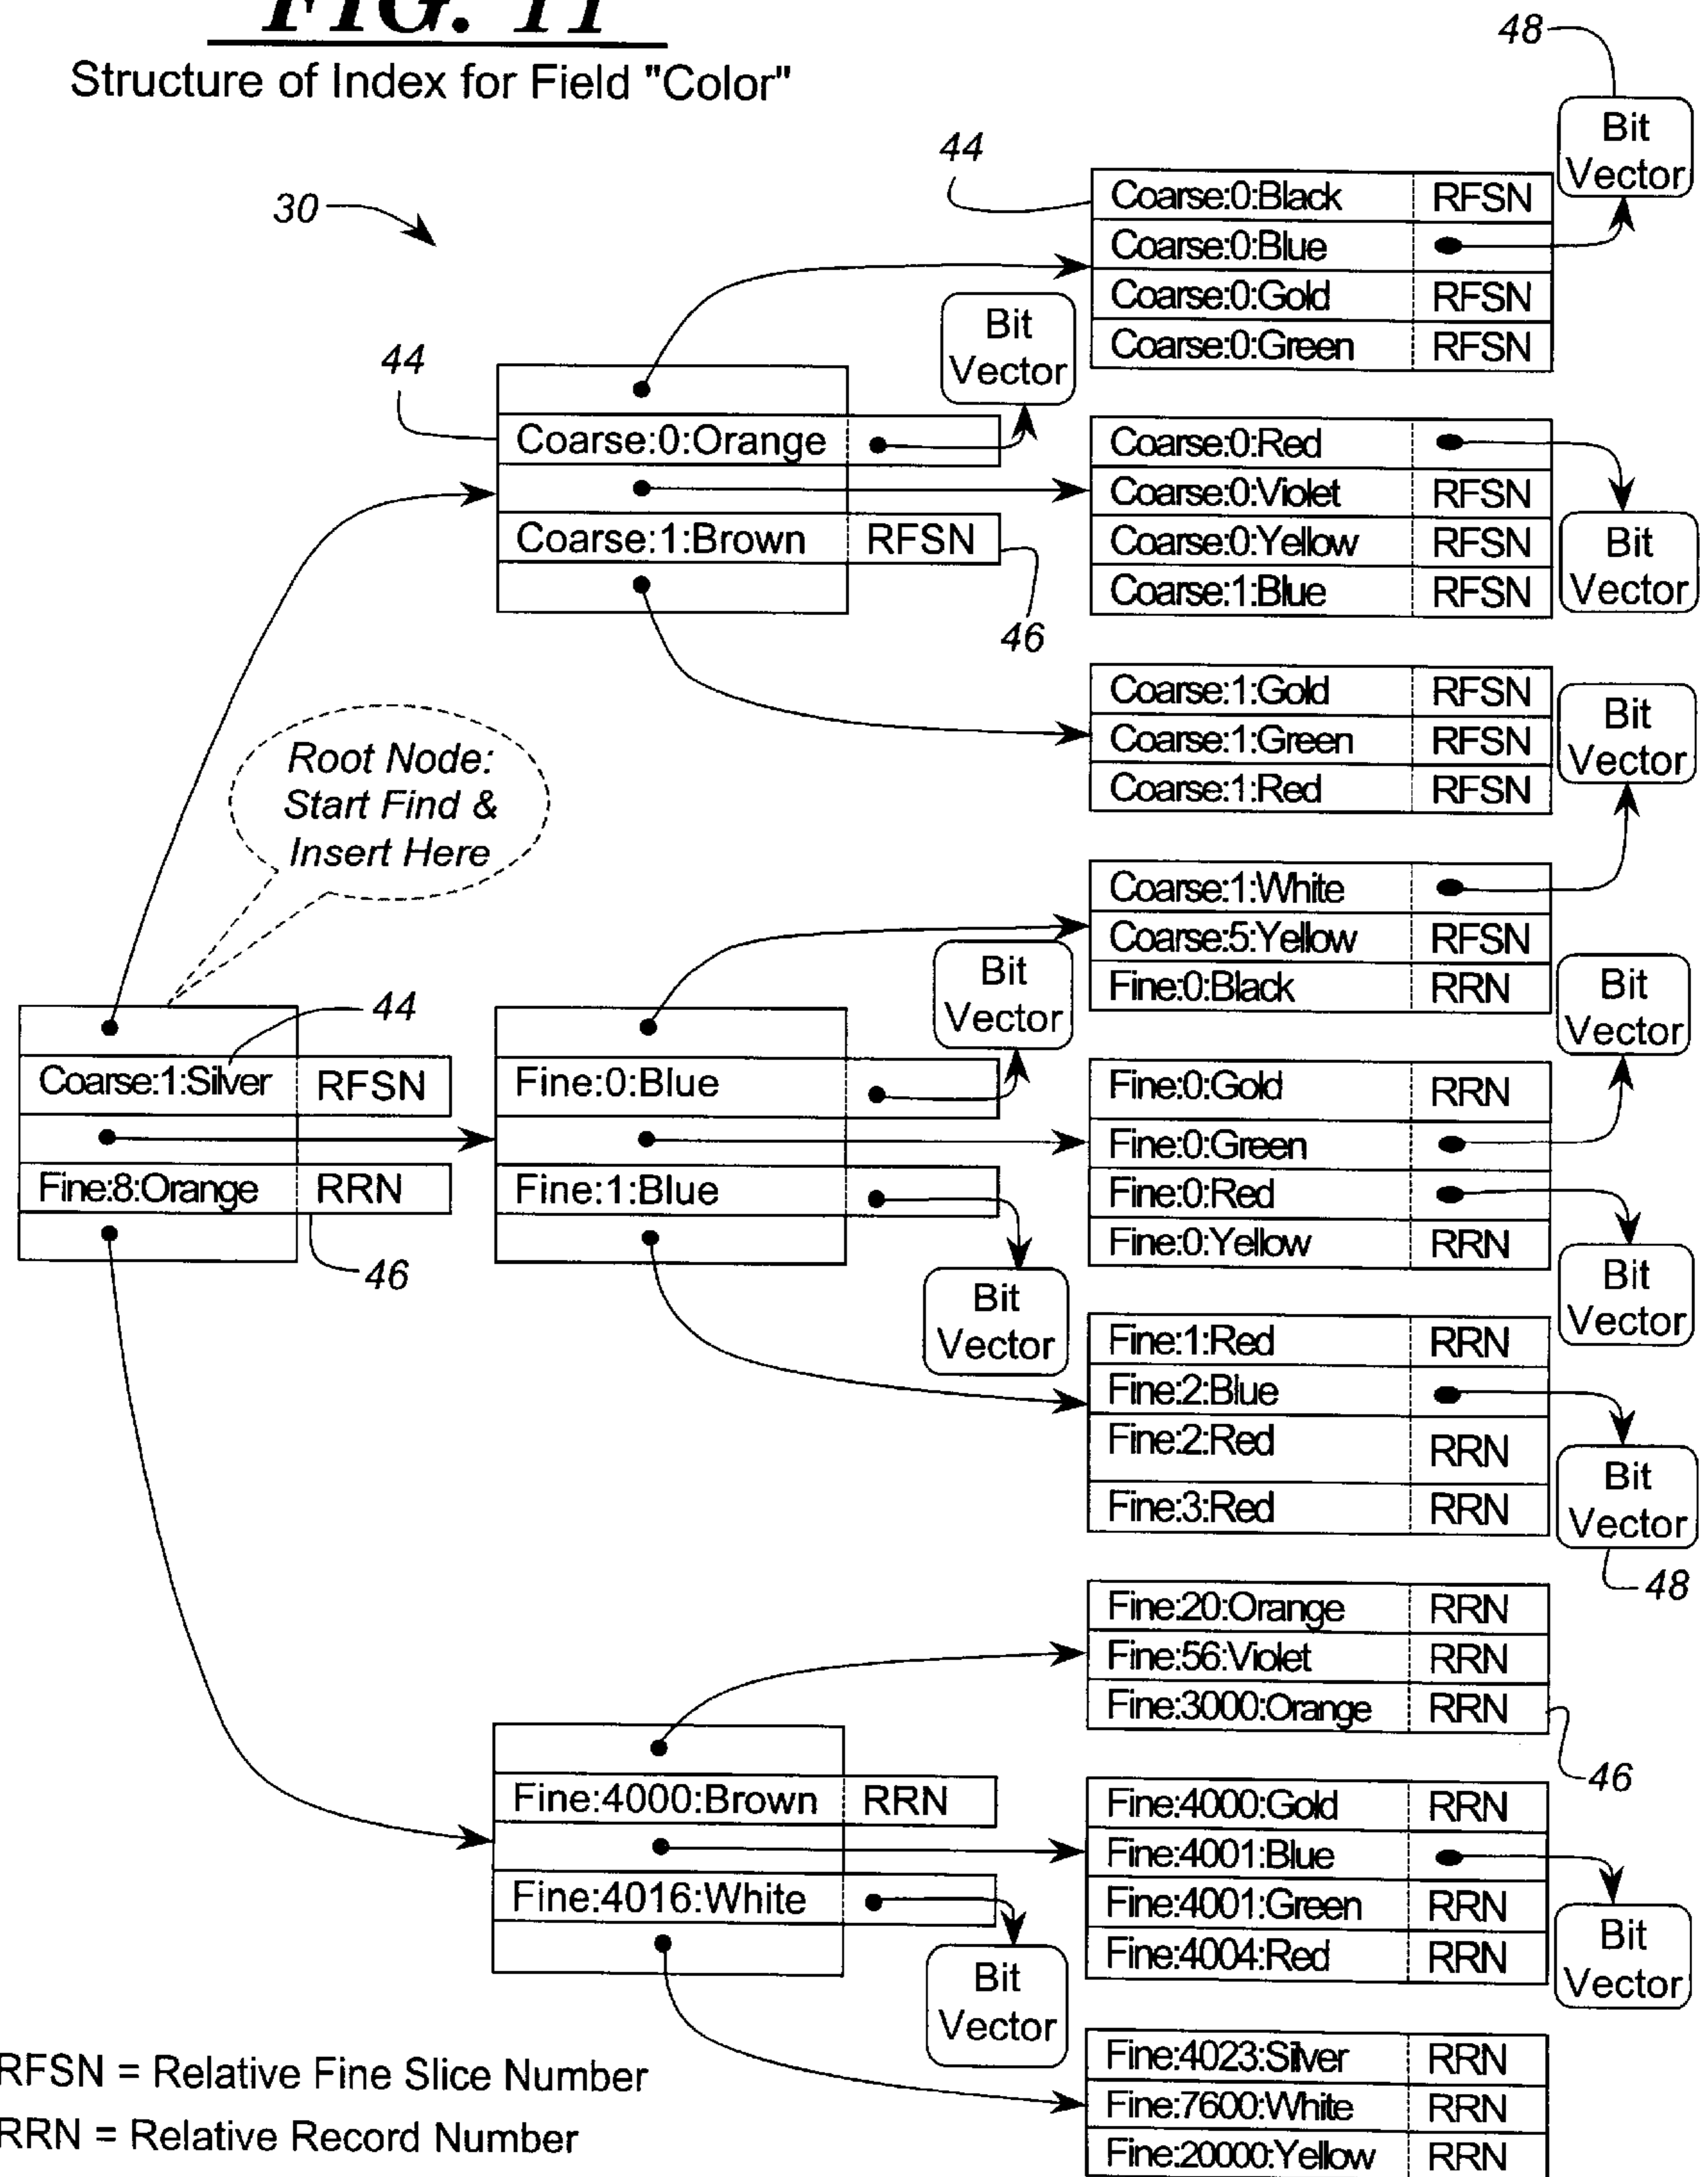 FIG. 11
Structure of Index for Field "Color"
48
Bit
Vector
44
30
Coarse:0:Black RFSN
Coarse:0:Blue
Coarse:0:Gold RFSN
Coarse:0:Green RFSN
Bit
Vector
44
Coarse:0:Orange
Coarse:1:Brown RFSN
46
Coarse:0:Red
Coarse:0:Violet RFSN
Coarse:0:Yellow RFSN
Coarse:1:Blue RFSN
Bit
Vector
Coarse:1:Gold RFSN
Coarse:1:Green RFSN
Coarse:1:Red RFSN
Bit
Vector
Root Node:
Start Find &
Insert Here
Coarse:1:White
Coarse:5:Yellow RFSN
Fine:0:Black RRN
Bit
Vector
Bit
Vector
44
Coarse:1:Silver RFSN
Fine:8:Orange RRN
46
Fine:0:Blue
Fine:1:Blue
Bit
Vector
Fine:0:Gold RRN
Fine:0:Green
Fine:0:Red
Fine:0:Yellow RRN
Bit
Vector
Fine:1:Red RRN
Fine:2:Blue
Fine:2:Red RRN
Fine:3:Red RRN
Bit
Vector
48
Fine:20:Orange RRN
Fine:56:Violet RRN
Fine:3000:Orange RRN
46
Fine:4000:Brown RRN
Fine:4016:White
Bit
Vector
Fine:4000:Gold RRN
Fine:4001:Blue
Fine:4001:Green RRN
Fine:4004:Red RRN
Bit
Vector
Fine:4023:Silver RRN
Fine:7600:White RRN
Fine:20000:Yellow RRN
RFSN = Relative Fine Slice Number
RRN = Relative Record Number